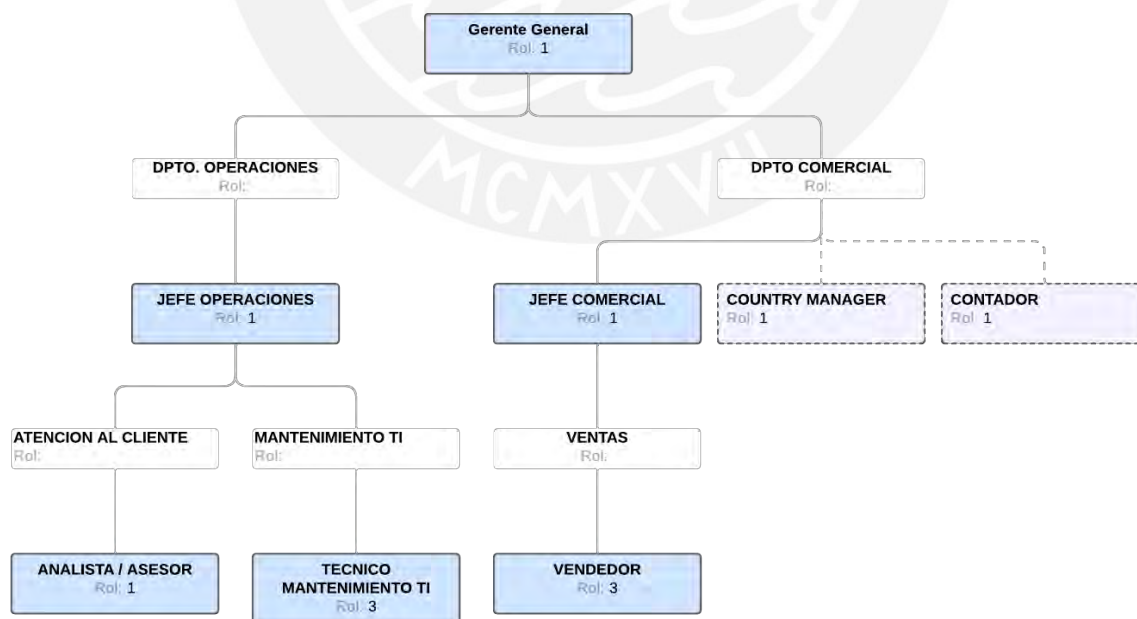 Gerente General
Rol: 1
DPTO. OPERACIONES
Rol:
DPTO COMERCIAL
Rol:
JEFE OPERACIONES
Rol: 1
JEFE COMERCIAL
Rol: 1
COUNTRY MANAGER
Rol: 1
CONTADOR
Rol: 1
ATENCION AL CLIENTE
Rol:
MANTENIMIENTO TI
Rol:
VENTAS
Rol:
ANALISTA / ASESOR
Rol: 1
TECNICO
MANTENIMIENTO TI
Rol: 3
VENDEDOR
Rol: 3
MCMXVII